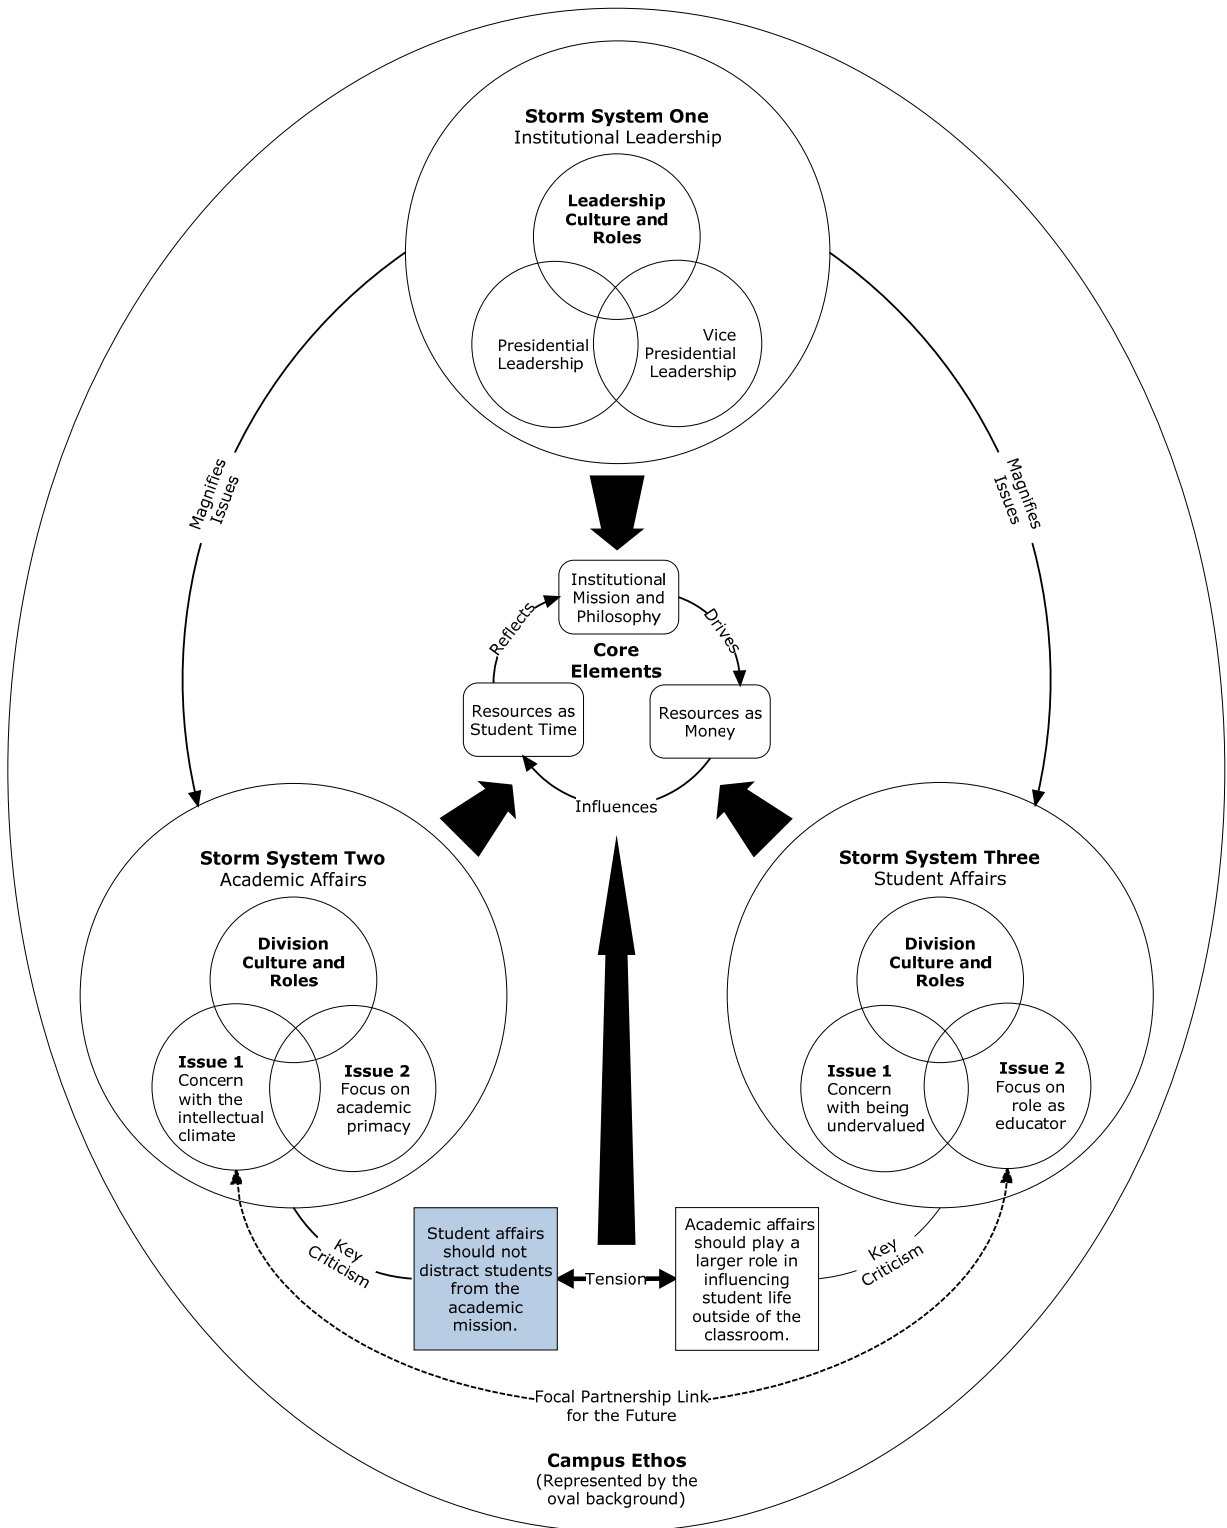 Storm System One
Institutional Leadership
Leadership
Culture and
Roles
Presidential
Leadership
Vice
Presidential
Leadership
Magnifies
Issues
Magnifies
Issues
Institutional
Mission and
Philosophy
Reflects
Drives
Core
Elements
Resources as
Student Time
Resources as
Money
Influences
Storm System Two
Academic Affairs
Division
Culture and
Roles
Issue 1
Concern
with the
intellectual
climate
Issue 2
Focus on
academic
primacy
Storm System Three
Student Affairs
Division
Culture and
Roles
Issue 1
Concern
with being
undervalued
Issue 2
Focus on
role as
educator
Key
Criticism
Student affairs
should not
distract students
from the
academic
mission.
Tension
Academic affairs
should play a
larger role in
influencing
student life
outside of the
classroom.
Key
Criticism
Focal Partnership Link
for the Future
Campus Ethos
(Represented by the
oval background)